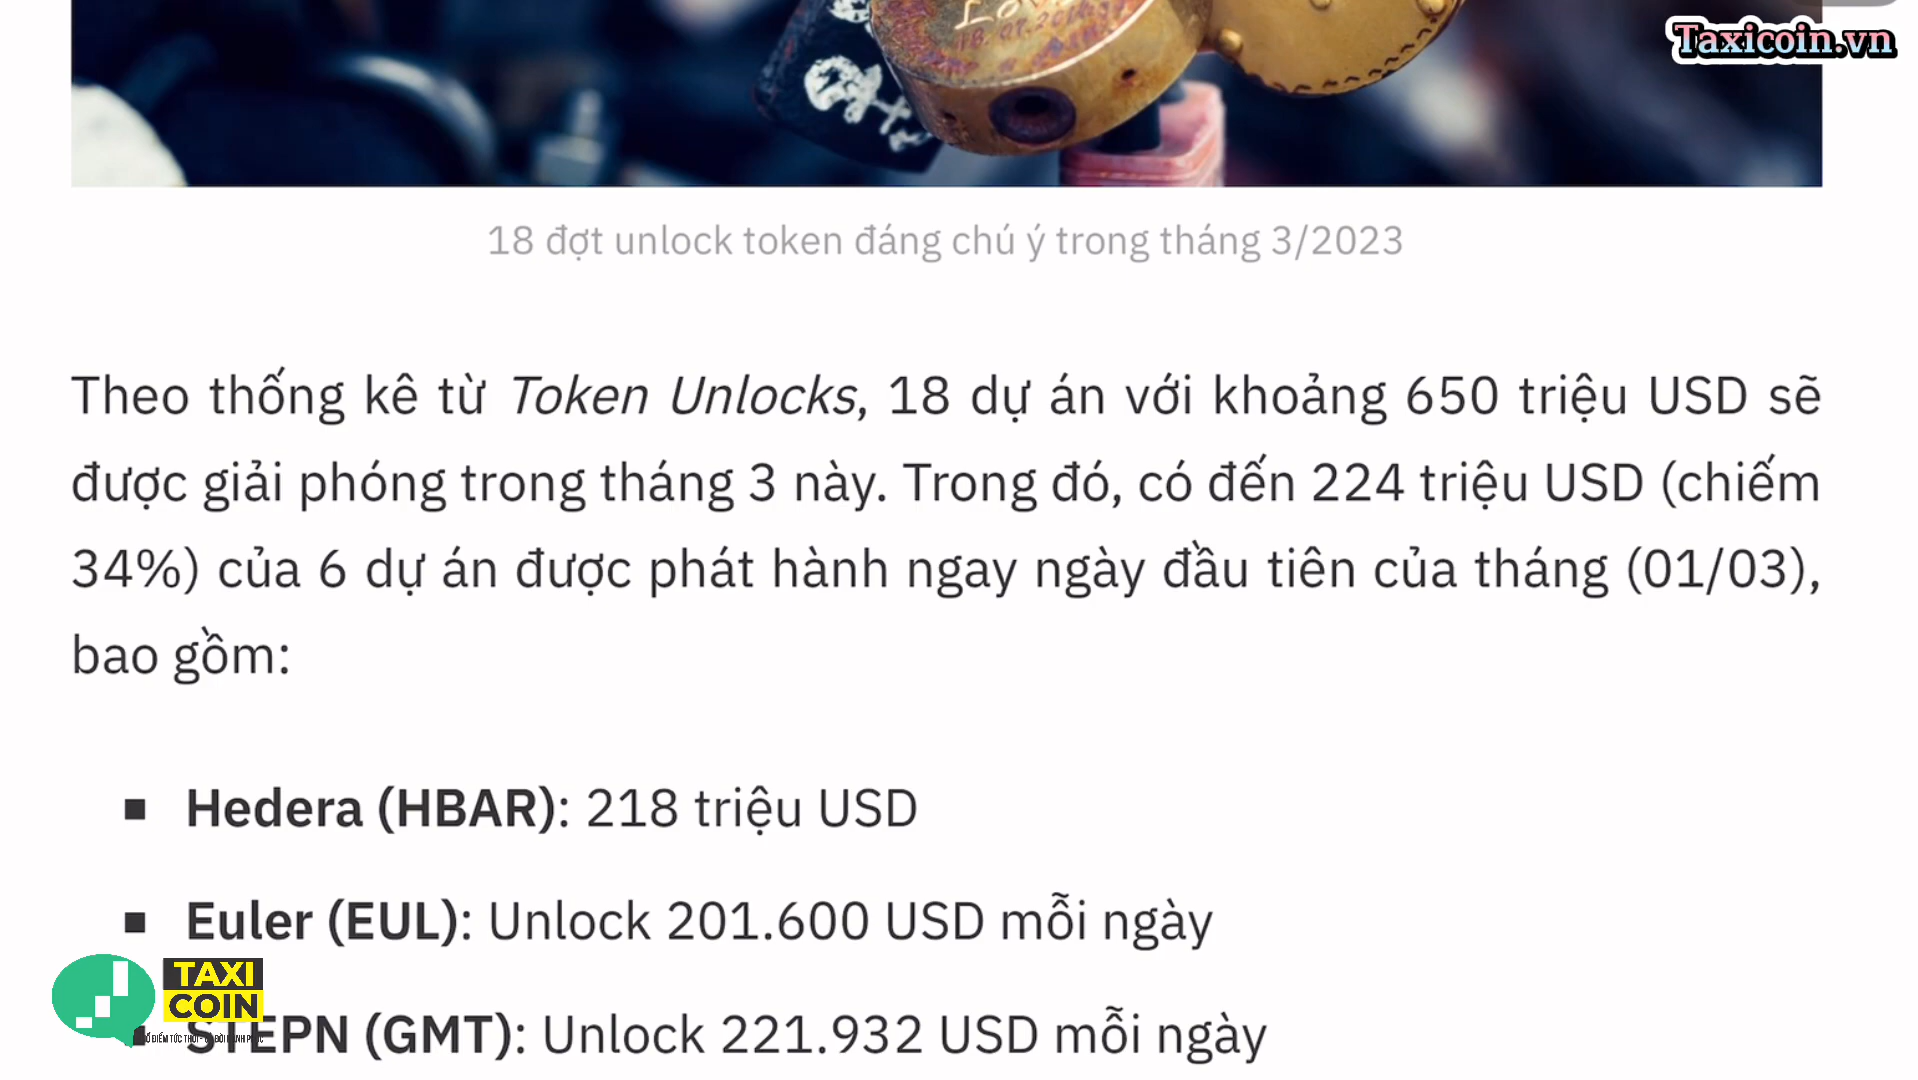 Taxicoin.vn
18 đợt unlock token đáng chú ý trong tháng 3/2023
Theo thống kê từ Token Unlocks, 18 dự án với khoảng 650 triệu USD sẽ
được giải phóng trong tháng 3 này. Trong đó, có đến 224 triệu USD (chiếm
34%) của 6 dự án được phát hành ngay ngày đầu tiên của tháng (01/03),
bao gồm:
▪ Hedera (HBAR): 218 triệu USD
▪ Euler (EUL): Unlock 201.600 USD mỗi ngày
TAXI
COIN
▪ STEPN (GMT): Unlock 221.932 USD mỗi ngày